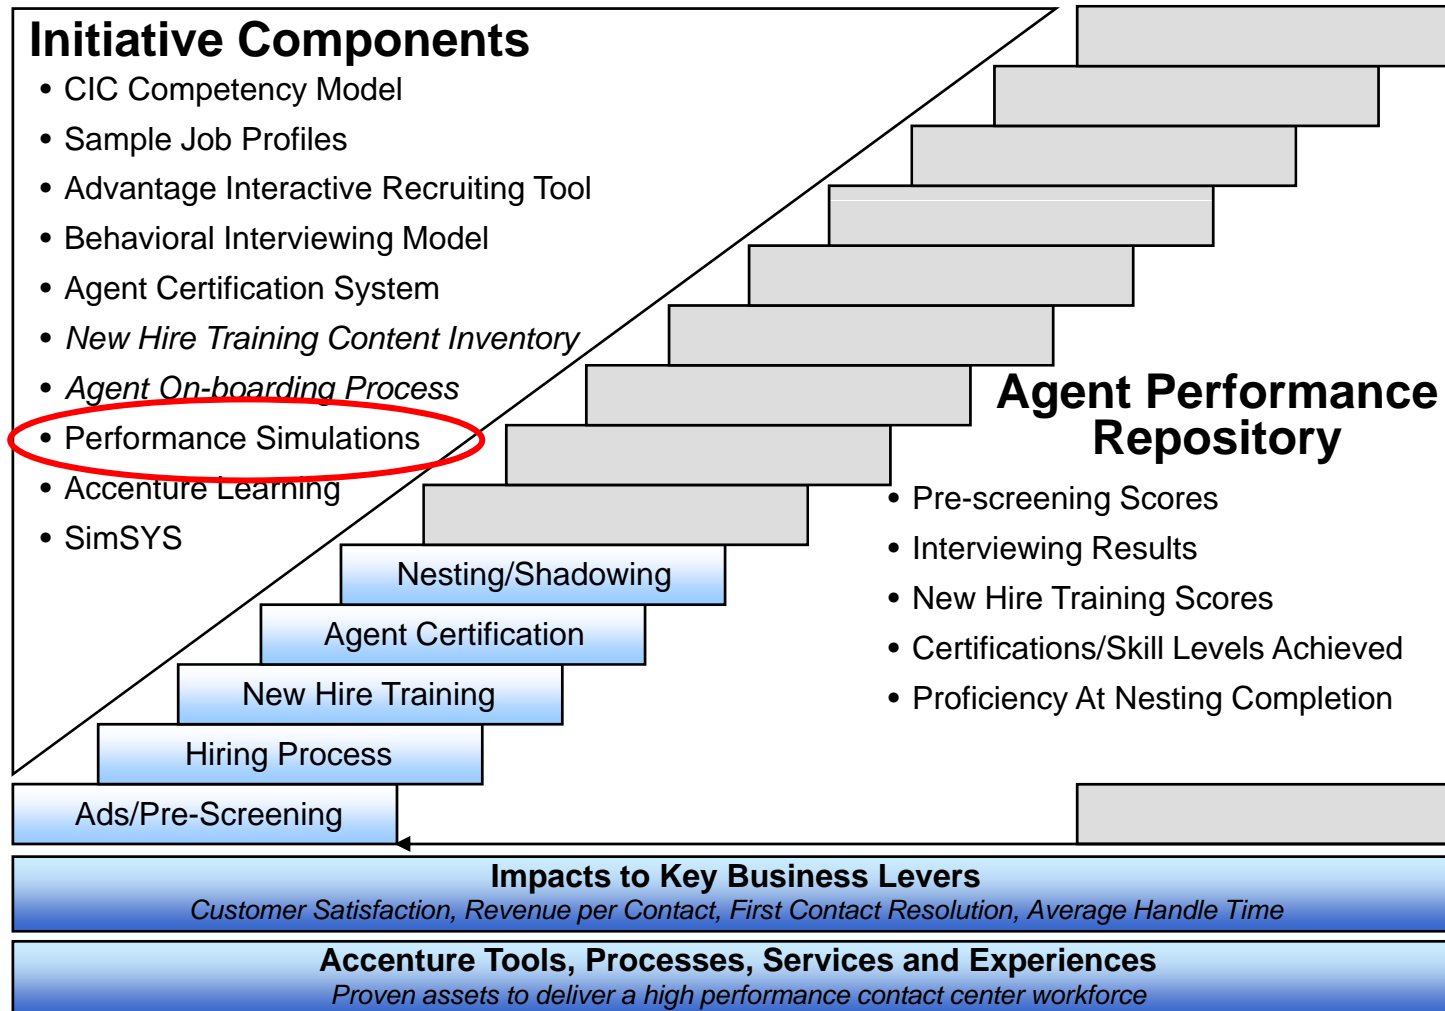 Initiative Components
• CIC Competency Model
• Sample Job Profiles
• Advantage Interactive Recruiting Tool
• Behavioral Interviewing Model
• Agent Certification System
• New Hire Training Content Inventory
• Agent On-boarding Process
• Performance Simulations
• Accenture Learning
• SimSYS
Agent Performance
Repository
• Pre-screening Scores
• Interviewing Results
• New Hire Training Scores
• Certifications/Skill Levels Achieved
• Proficiency At Nesting Completion
Nesting/Shadowing
Agent Certification
New Hire Training
Hiring Process
Ads/Pre-Screening
Impacts to Key Business Levers
Customer Satisfaction, Revenue per Contact, First Contact Resolution, Average Handle Time
Accenture Tools, Processes, Services and Experiences
Proven assets to deliver a high performance contact center workforce